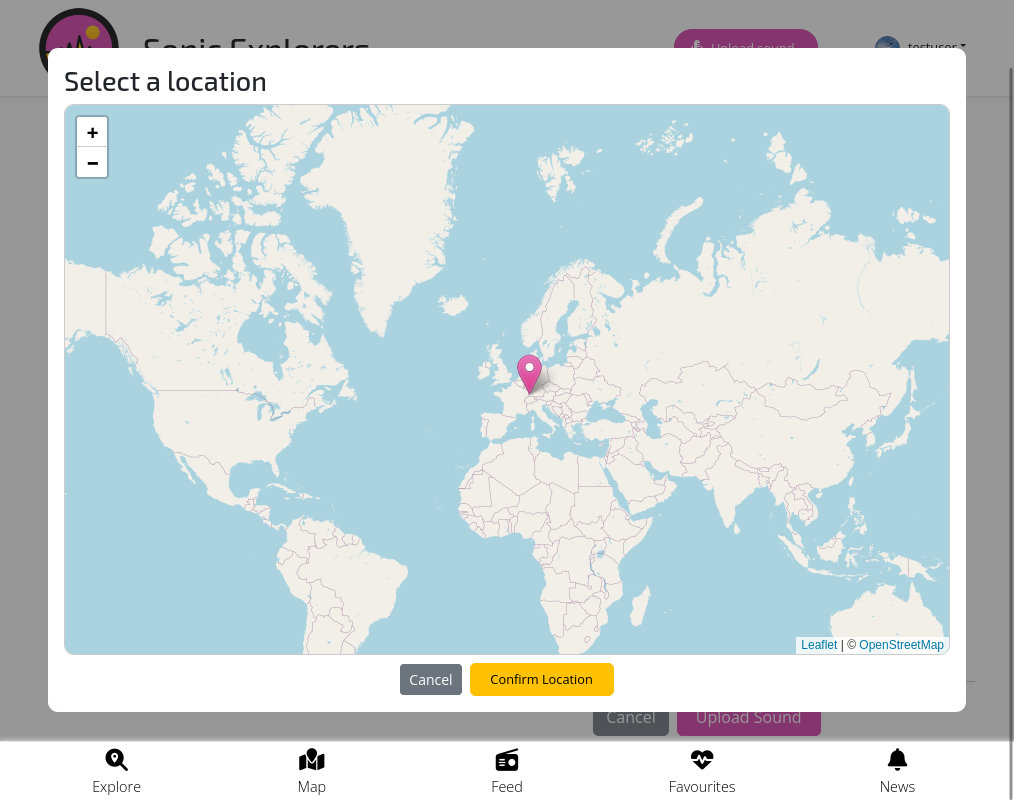 Sonic Explorers
Upload sound
testuser
Select a location
+
−
Leaflet | © OpenStreetMap
Cancel
Confirm Location
Cancel
Upload Sound
Explore
Map
Feed
Favourites
News